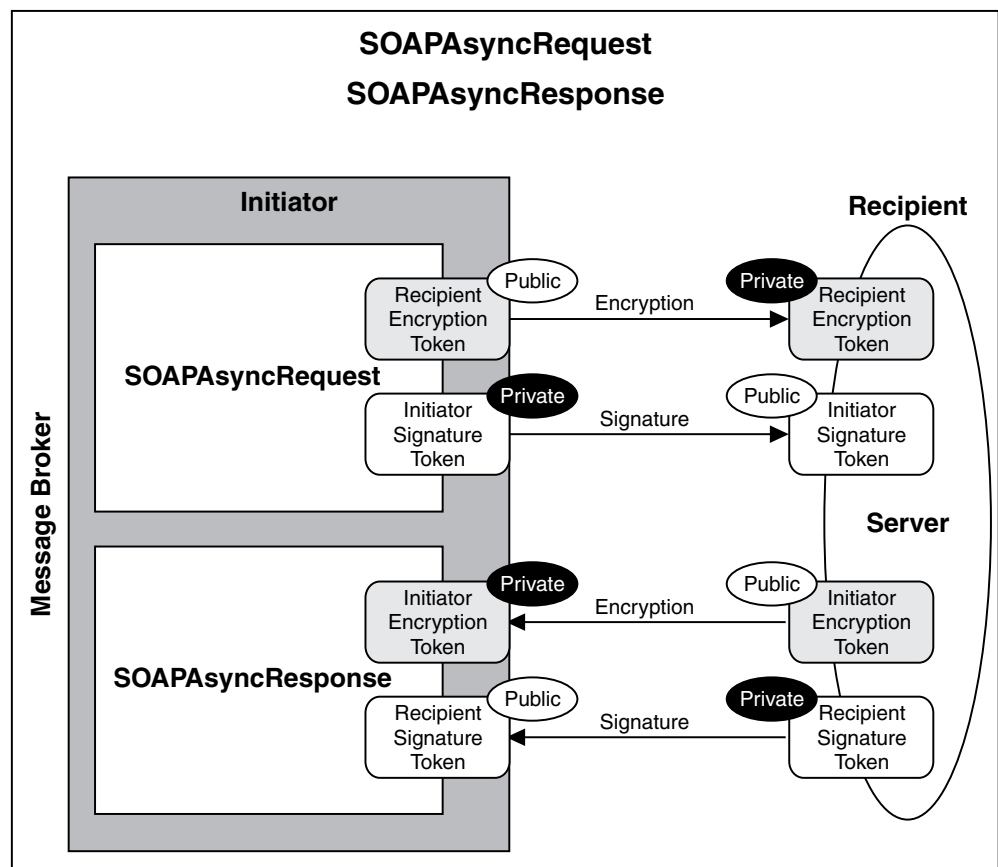 SOAPAsyncRequest
SOAPAsyncResponse
Message Broker
Initiator
Recipient
SOAPAsyncRequest
Recipient
Encryption
Token
Public
Encryption
Private
Recipient
Encryption
Token
Initiator
Signature
Token
Private
Signature
Public
Initiator
Signature
Token
Server
SOAPAsyncResponse
Initiator
Encryption
Token
Private
Encryption
Public
Initiator
Encryption
Token
Recipient
Signature
Token
Public
Signature
Private
Recipient
Signature
Token